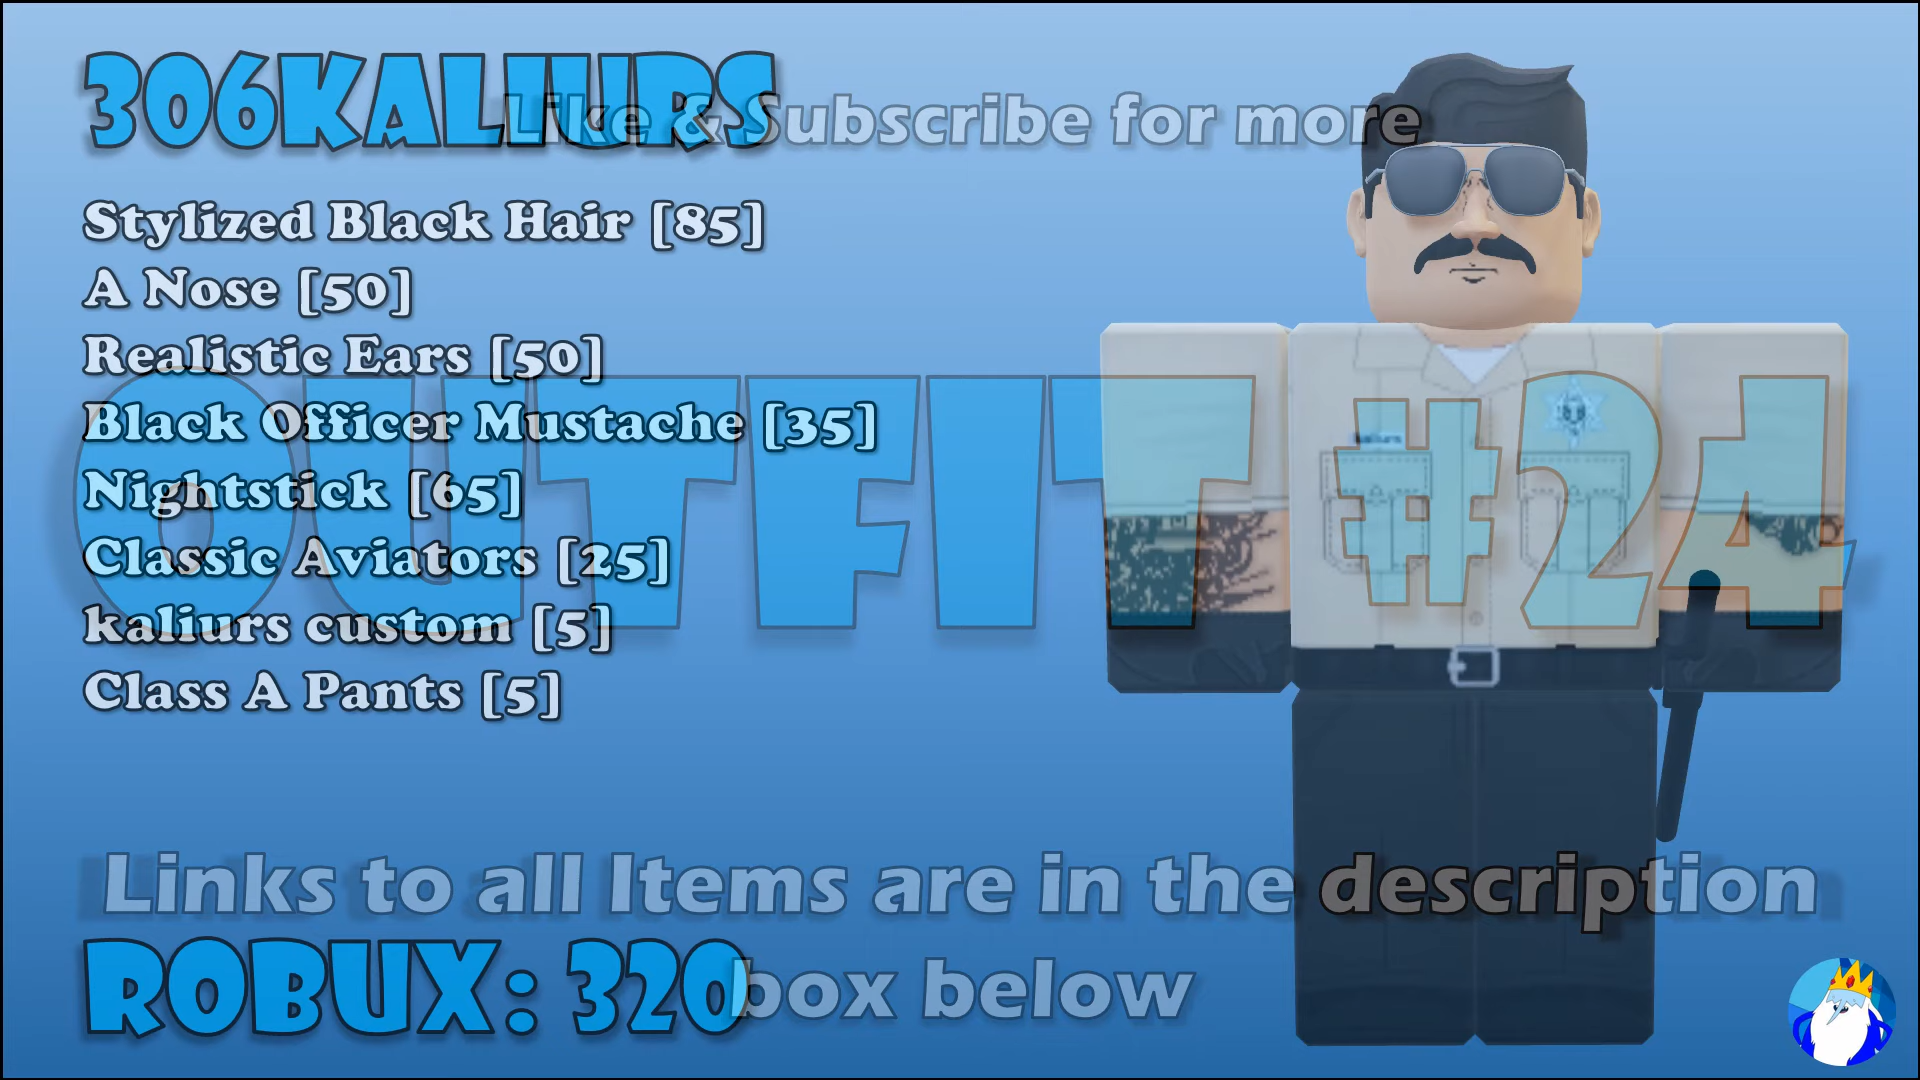 306KALIURS
Like & Subscribe for more
Stylized Black Hair [85]
A Nose [50]
Realistic Ears [50]
Black Officer Mustache [35]
Nightstick [65]
Classic Aviators [25]
kaliurs custom [5]
Class A Pants [5]
OUTFIT #24
Links to all Items are in the description
box below
ROBUX: 320